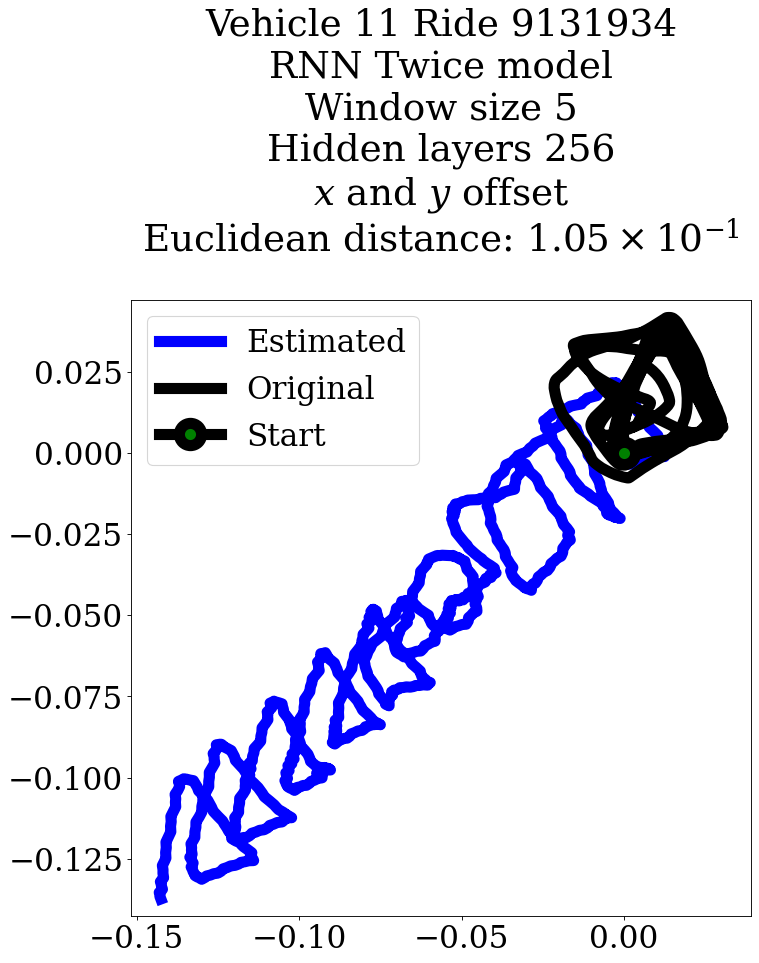 Vehicle 11 Ride 9131934
RNN Twice model
Window size 5
Hidden layers 256
x and y offset
Euclidean distance: 1.05 × 10⁻¹
Estimated
Original
Start
0.025
0.000
−0.025
−0.050
−0.075
−0.100
−0.125
−0.15 −0.10 −0.05 0.00